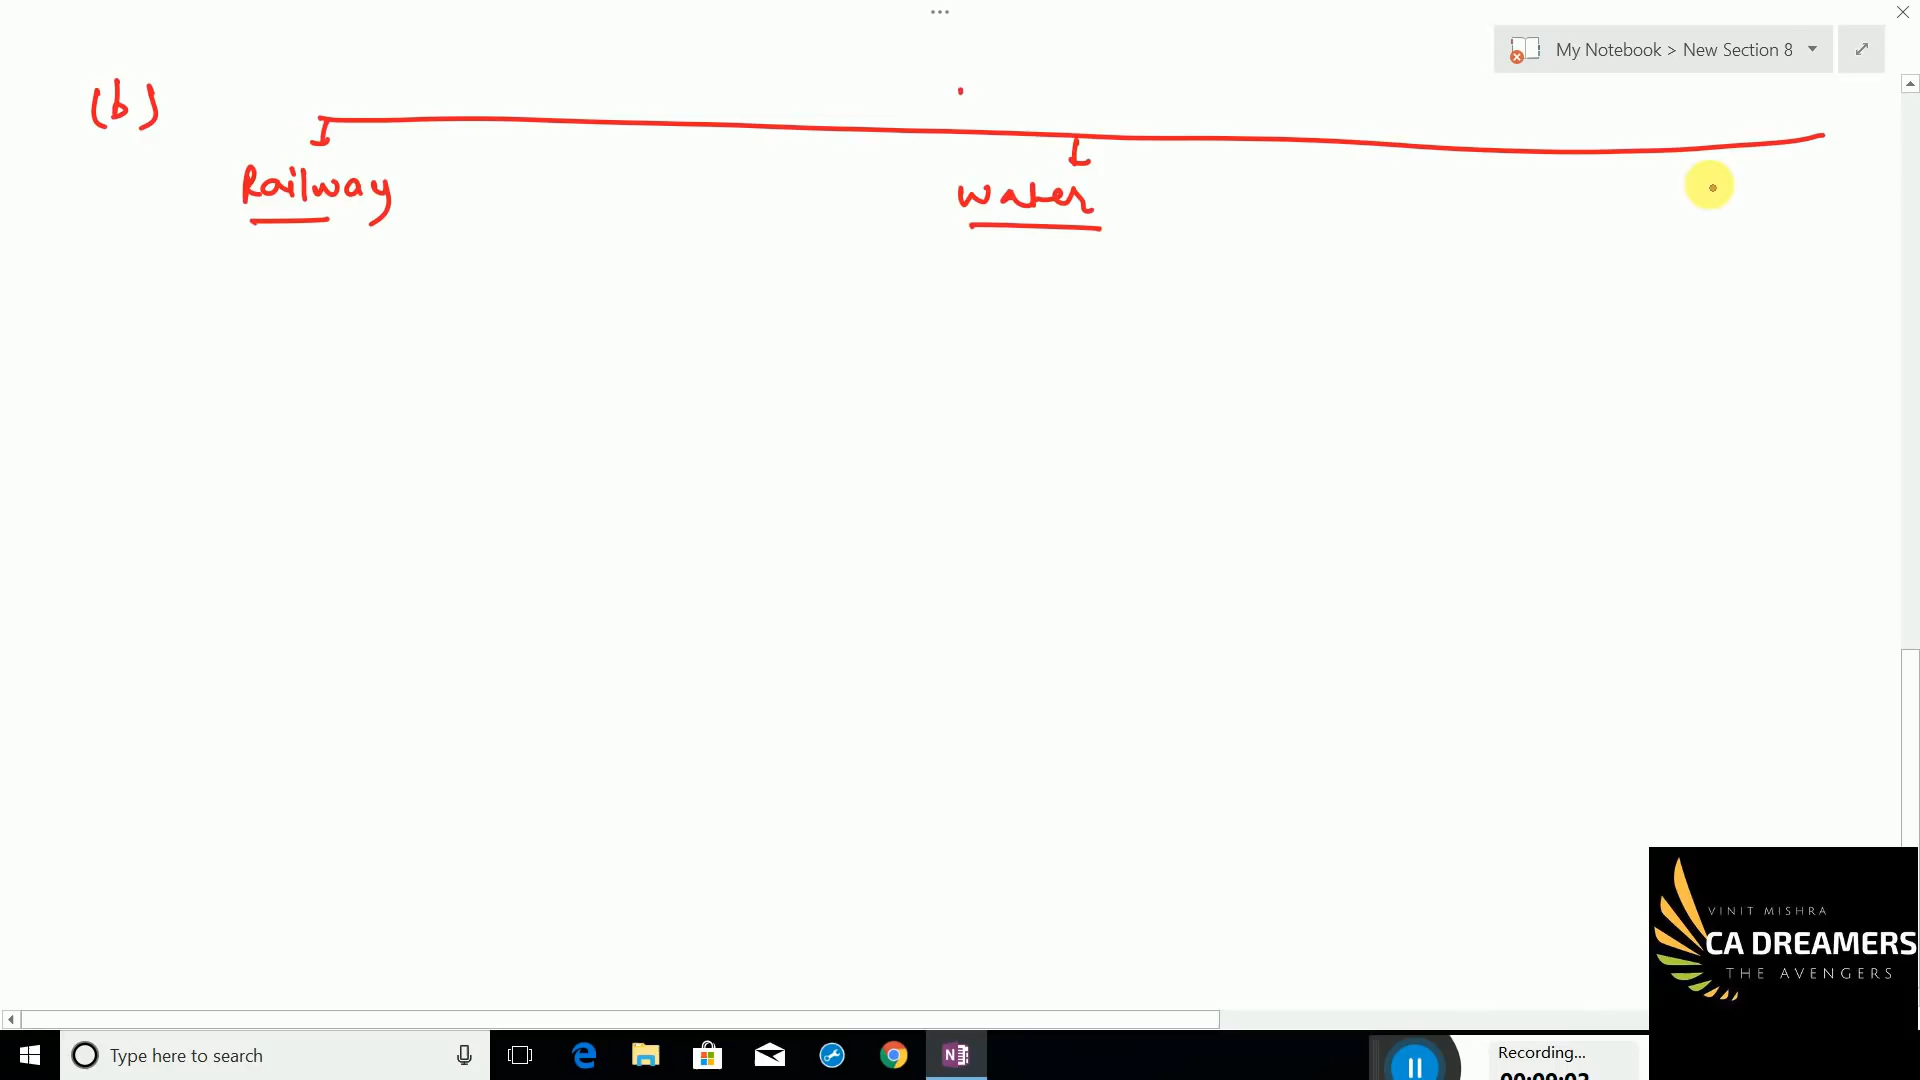 My Notebook > New Section 8
(b)
Railway
Water
VINIT MISHRA
CA DREAMERS
THE AVENGERS
Type here to search
Recording...